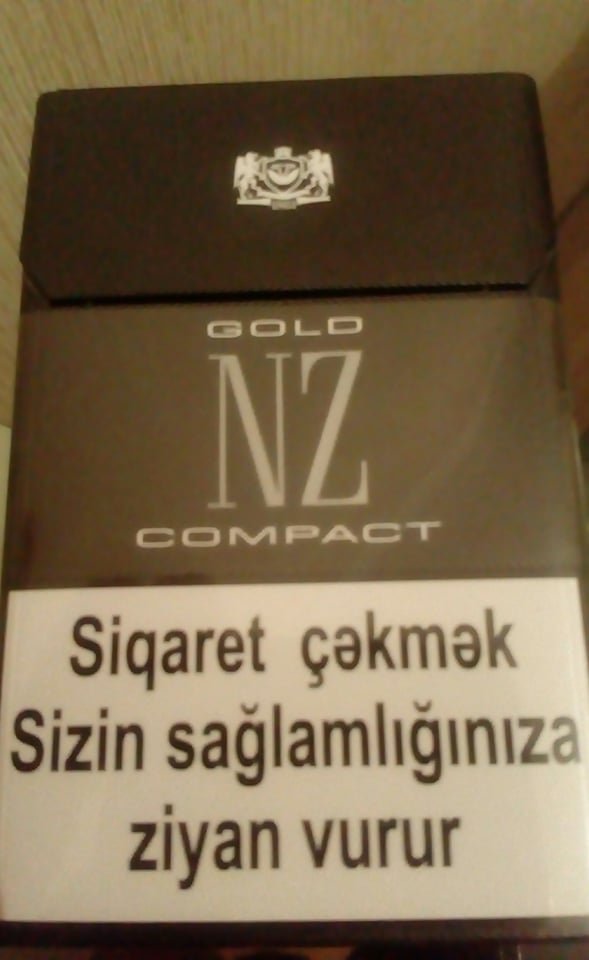 GOLD
NZ
COMPACT
Siqaret çəkmək
Sizin sağlamlığınıza
ziyan vurur